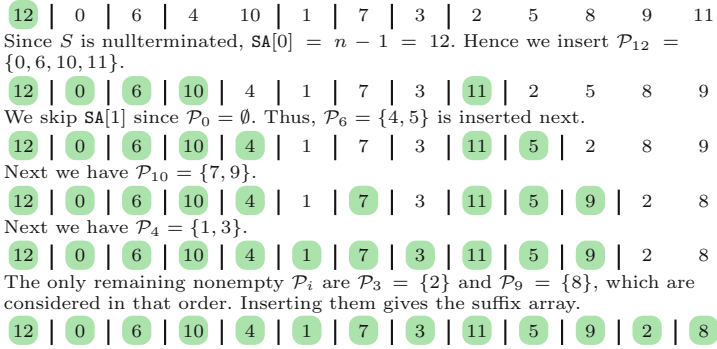 12 | 0 | 6 | 4 10 | 1 | 7 | 3 | 2 5 8 9 11
Since S is nullterminated, SA[0] = n − 1 = 12. Hence we insert 𝒫₁₂ =
{0, 6, 10, 11}.
12 | 0 | 6 | 10 | 4 | 1 | 7 | 3 | 11 | 2 5 8 9
We skip SA[1] since 𝒫₀ = ∅. Thus, 𝒫₆ = {4, 5} is inserted next.
12 | 0 | 6 | 10 | 4 | 1 | 7 | 3 | 11 | 5 | 2 8 9
Next we have 𝒫₁₀ = {7, 9}.
12 | 0 | 6 | 10 | 4 | 1 | 7 | 3 | 11 | 5 | 9 | 2 8
Next we have 𝒫₄ = {1, 3}.
12 | 0 | 6 | 10 | 4 | 1 | 7 | 3 | 11 | 5 | 9 | 2 8
The only remaining nonempty 𝒫ᵢ are 𝒫₃ = {2} and 𝒫₉ = {8}, which are
considered in that order. Inserting them gives the suffix array.
12 | 0 | 6 | 10 | 4 | 1 | 7 | 3 | 11 | 5 | 9 | 2 | 8